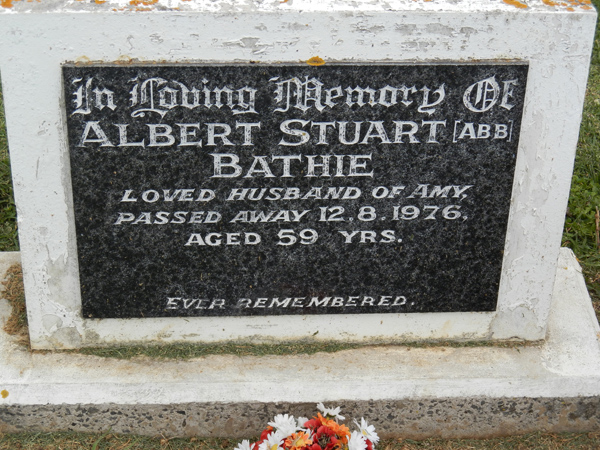 In Loving Memory Of
ALBERT STUART [ABB]
BATHIE
LOVED HUSBAND OF AMY,
PASSED AWAY 12.8.1976,
AGED 59 YRS.
EVER REMEMBERED.